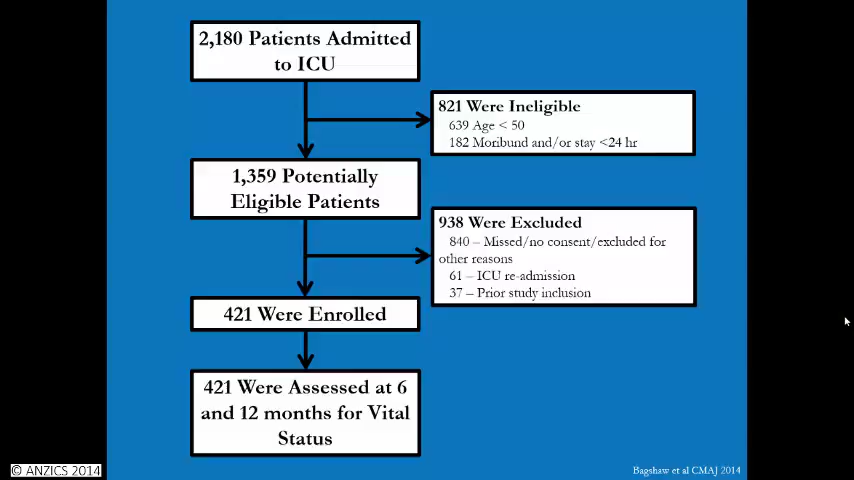 2,180 Patients Admitted
to ICU
821 Were Ineligible
639 Age < 50
182 Moribund and/or stay <24 hr
1,359 Potentially
Eligible Patients
938 Were Excluded
840 – Missed/no consent/excluded for
other reasons
61 – ICU re-admission
37 – Prior study inclusion
421 Were Enrolled
421 Were Assessed at 6
and 12 months for Vital
Status
© ANZICS 2014
Bagshaw et al CMAJ 2014